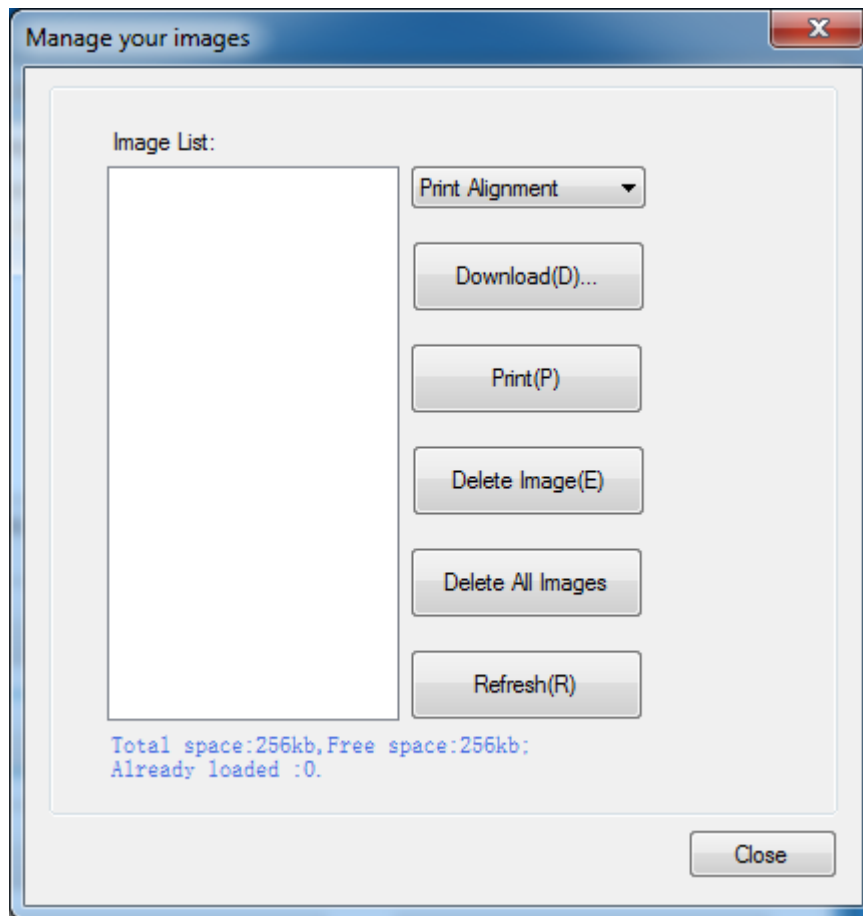 Manage your images
Image List:
Print Alignment
Download(D)...
Print(P)
Delete Image(E)
Delete All Images
Refresh(R)
Total space:256kb,Free space:256kb;
Already loaded :0.
Close